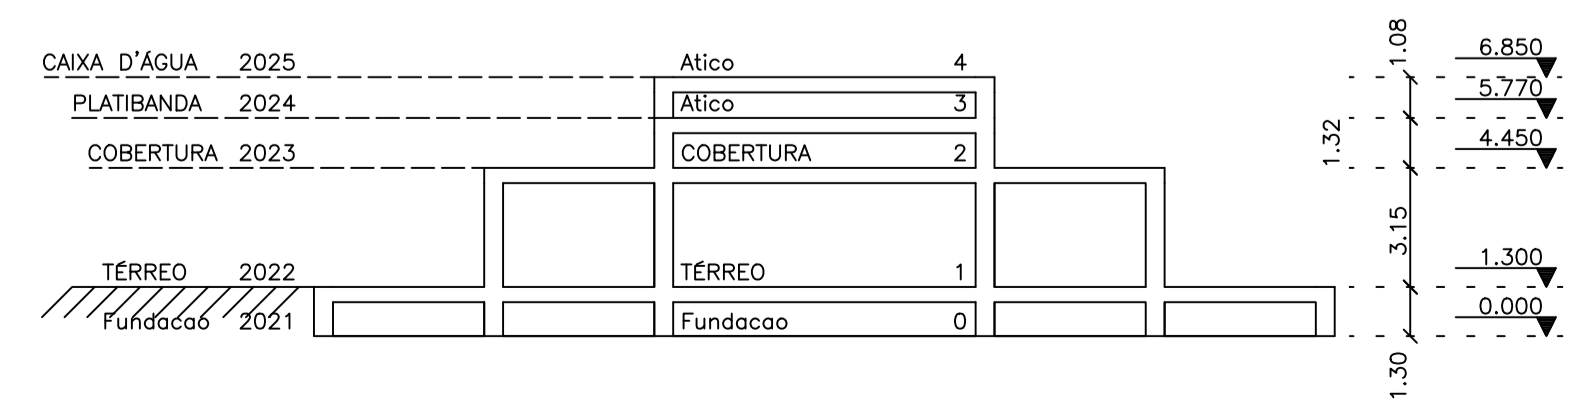 1.08
6.850
CAIXA D'ÁGUA 2025 Atico 4
5.770
PLATIBANDA 2024 Atico 3
1.32
4.450
COBERTURA 2023 COBERTURA 2
3.15
1.300
TÉRREO 2022 TÉRREO 1
0.000
Fundacao 2021 Fundacao 0
1.30